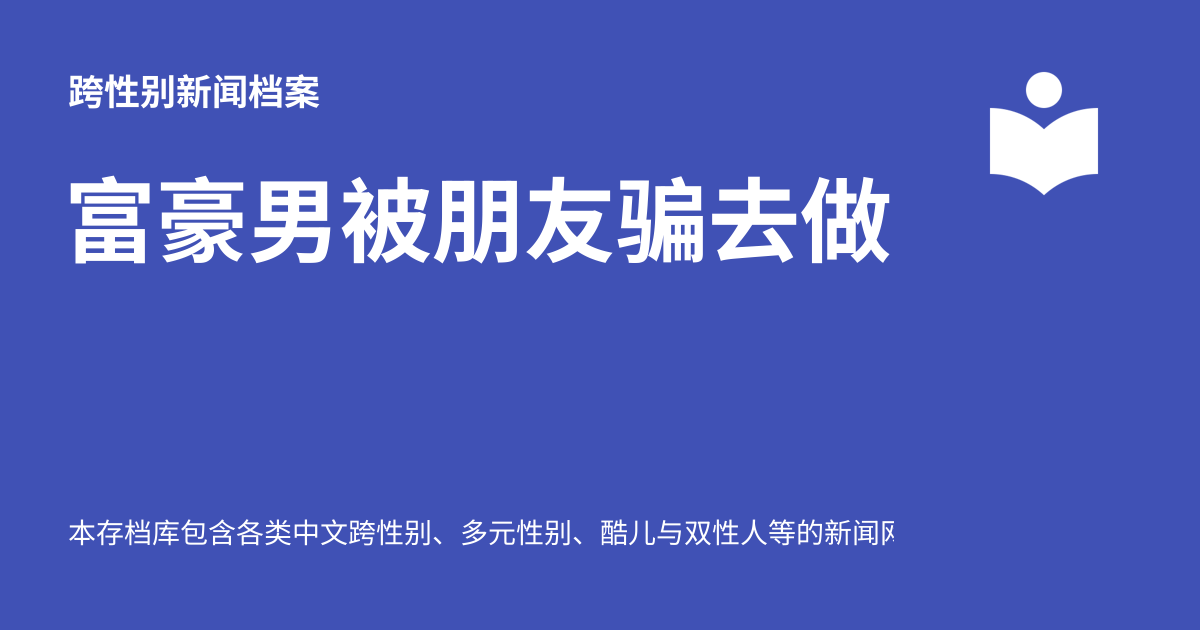 跨性别新闻档案
富豪男被朋友骗去做
本存档库包含各类中文跨性别、多元性别、酷儿与双性人等的新闻